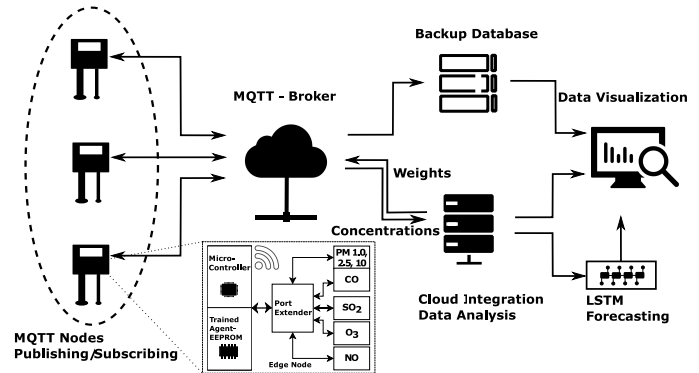 Backup Database
MQTT - Broker
Data Visualization
Weights
Concentrations
Cloud Integration
Data Analysis
LSTM
Forecasting
MQTT Nodes
Publishing/Subscribing
Micro-
Controller
Trained
Agent-
EEPROM
Port
Extender
Edge Node
PM 1.0,
2.5, 10
CO
SO2
O3
NO